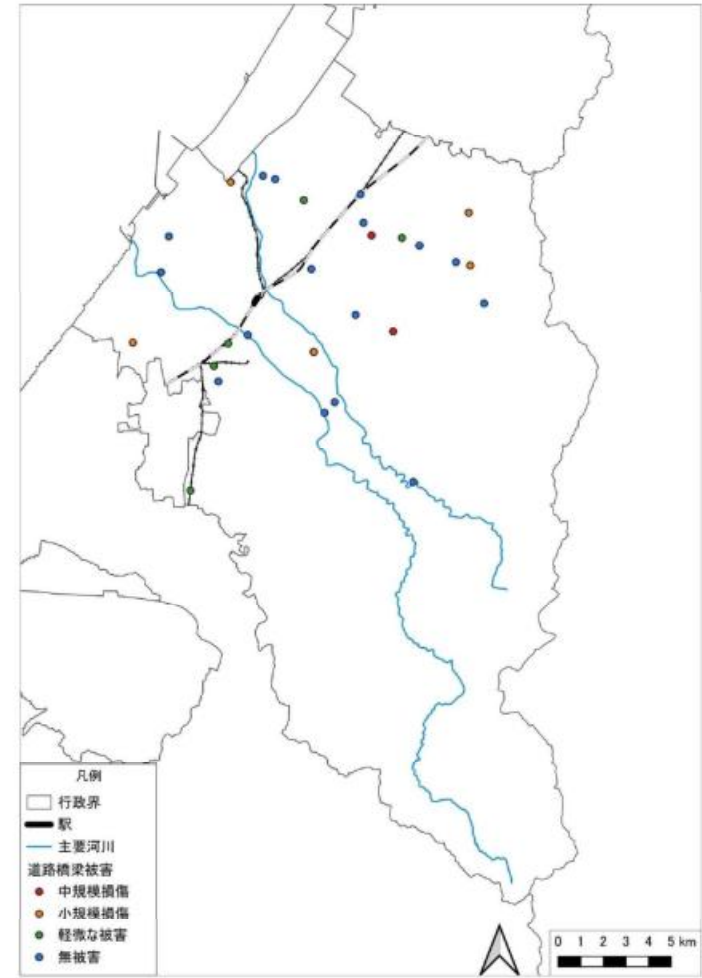 凡例
行政界
駅
主要河川
道路橋梁被害
中規模損傷
小規模損傷
軽微な被害
無被害
0 1 2 3 4 5 km